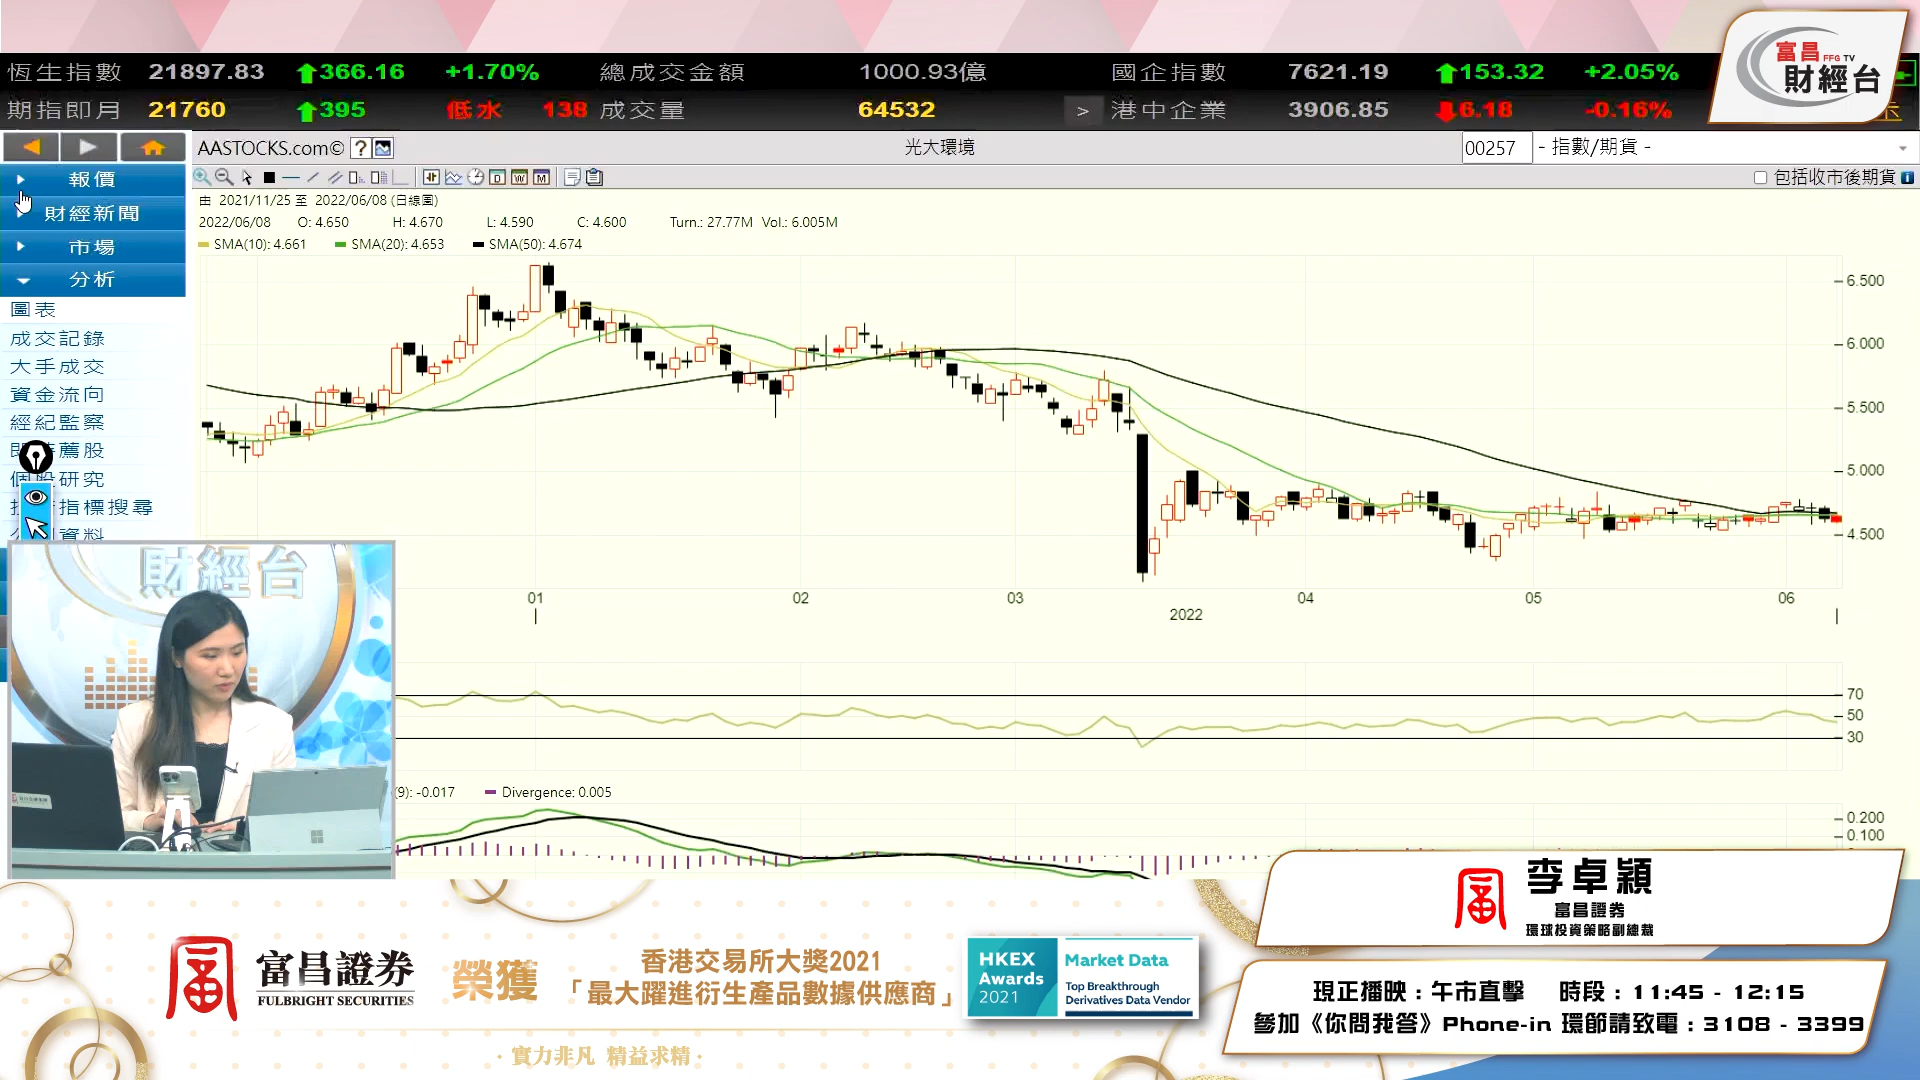 恆生指數 21897.83 366.16 +1.70% 總成交金額 1000.93億 國企指數 7621.19 153.32 +2.05%
期指即月 21760 395 低水 138 成交量 64532 > 港中企業 3906.85 6.18 -0.16%
富昌 FFG TV
財經台
AASTOCKS.com© ? 光大環境 00257 - 指數/期貨 -
D W M 包括收市後期貨 i
報價
財經新聞
市場
分析
圖表
成交記錄
大手成交
資金流向
經紀監察
薦股
研究
指標搜尋
資料
由 2021/11/25 至 2022/06/08 (日線圖)
2022/06/08 O: 4.650 H: 4.670 L: 4.590 C: 4.600 Turn.: 27.77M Vol.: 6.005M
SMA(10): 4.661 SMA(20): 4.653 SMA(50): 4.674
6.500
6.000
5.500
5.000
4.500
01 02 03 04 05 06
2022
70
50
30
(9): -0.017 Divergence: 0.005
0.200
0.100
財經台
李卓穎
富昌證券
環球投資策略副總裁
富昌證券
FULBRIGHT SECURITIES
榮獲
香港交易所大獎2021
「最大躍進衍生產品數據供應商」
HKEX
Awards
2021
Market Data
Top Breakthrough
Derivatives Data Vendor
· 實力非凡 精益求精 ·
現正播映：午市直擊 時段：11:45 - 12:15
參加《你問我答》Phone-in 環節請致電：3108 - 3399